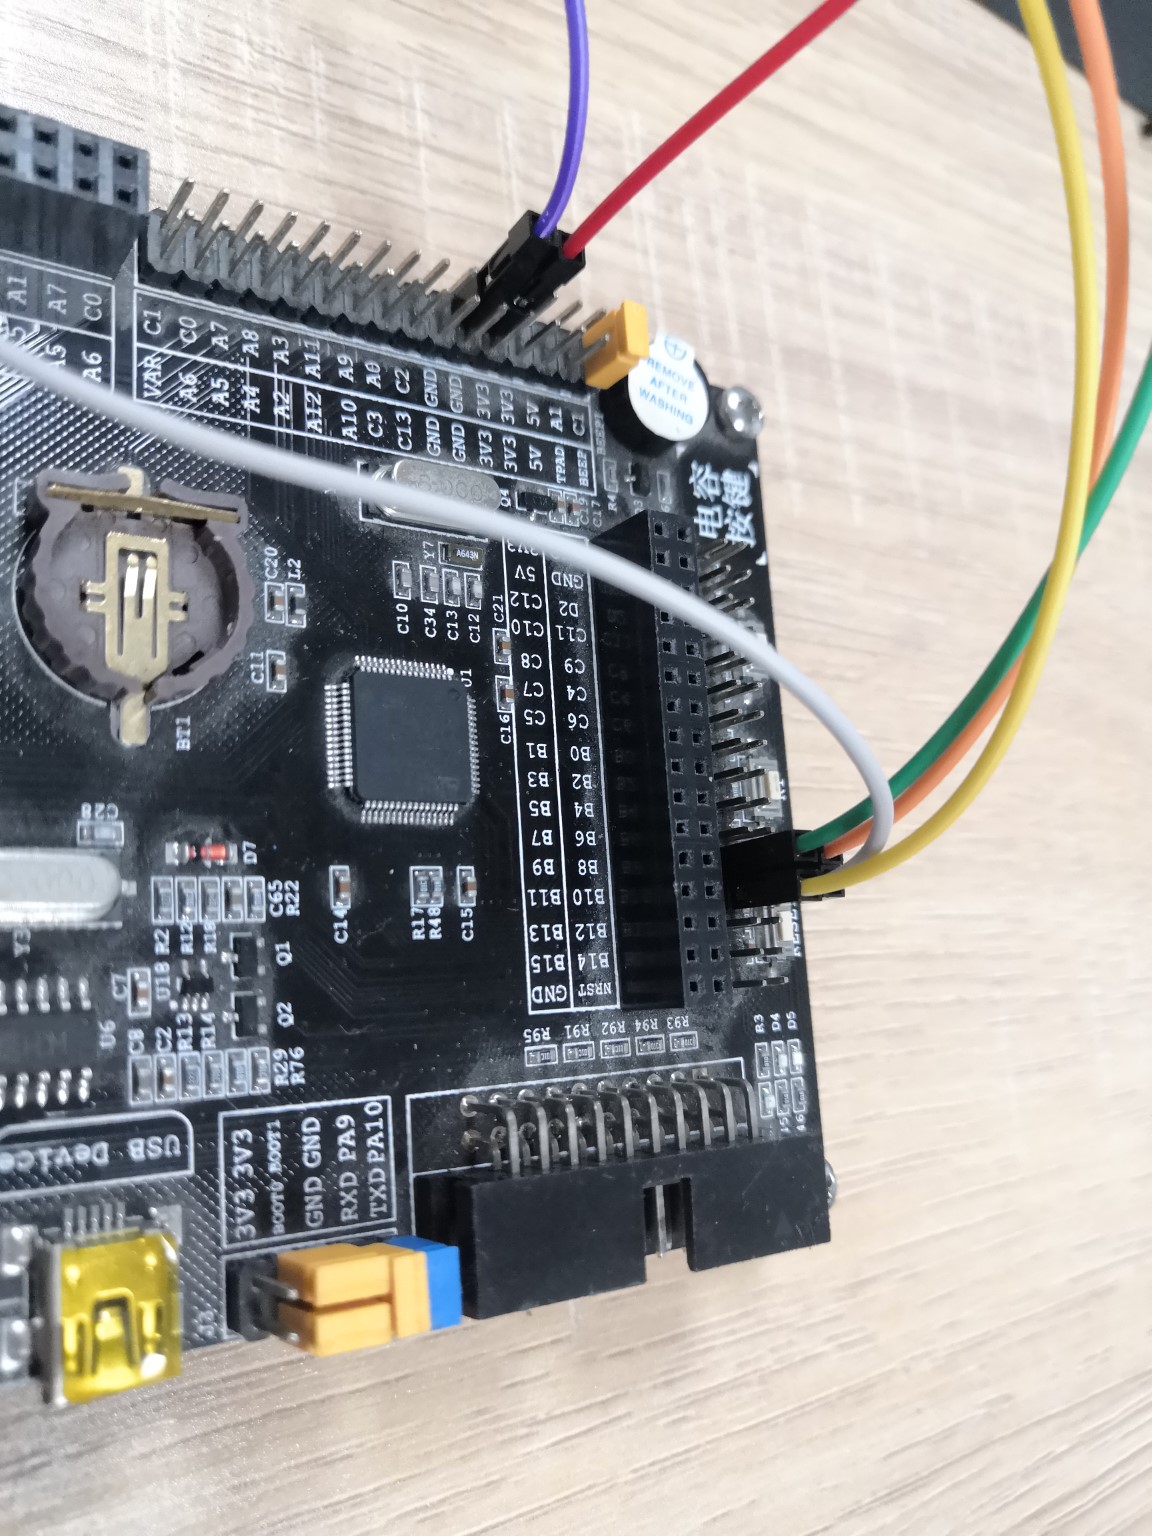 A1
A7
C0
A6
C1
C0
A7
A8
A3
A11
A9
A0
C2
GND
GND
3V3
3V3
5V
A1
C1
VAR
A6
A5
A4
A2
A12
A10
C3
C13
GND
GND
3V3
3V3
5V
TPAD
BEEP
REMOVE
AFTER
WASHING
电容
按键
Y7
A643N
C20
L2
C11
C10
C34
C13
C12
C21
C16
BT1
U1
5V
C12
C10
C8
C7
C5
B1
B3
B5
B7
B9
B11
B13
B15
GND
GND
D2
C11
C9
C4
C6
B0
B2
B4
B6
B8
B10
B12
B14
NRST
C28
D7
C65
R22
C14
R17
R48
C15
R2
R12
R18
Q1
U18
C7
Q2
R13
R14
U6
C8
C2
R29
R76
R95
R91
R92
R94
R93
R3
D4
D5
USB Device
3V3 3V3
BOOT0 BOOT1
GND GND
RXD PA9
TXD PA10